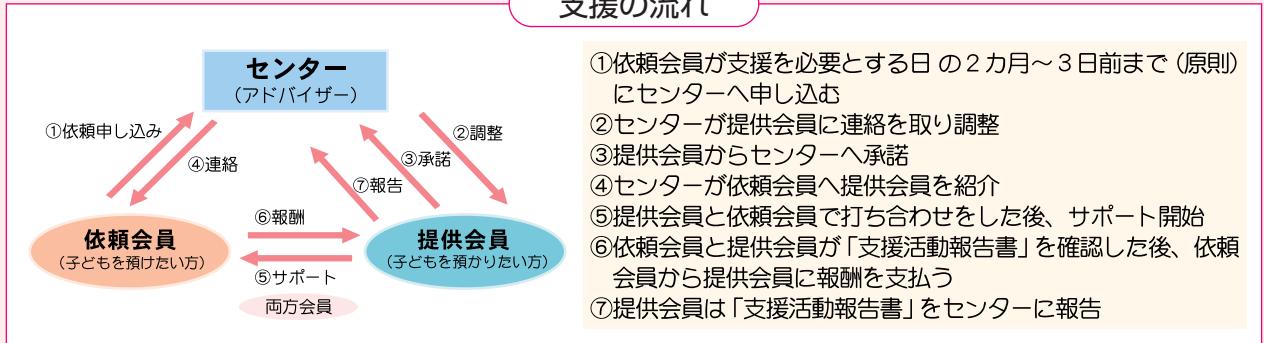 支援の流れ
センター
（アドバイザー）
①依頼申し込み
②調整
③承諾
④連絡
⑦報告
⑥報酬
依頼会員
（子どもを預けたい方）
提供会員
（子どもを預かりたい方）
⑤サポート
両方会員
①依頼会員が支援を必要とする日 の２カ月～３日前まで（原則）
にセンターへ申し込む
②センターが提供会員に連絡を取り調整
③提供会員からセンターへ承諾
④センターが依頼会員へ提供会員を紹介
⑤提供会員と依頼会員で打ち合わせをした後、サポート開始
⑥依頼会員と提供会員が「支援活動報告書」を確認した後、依頼
会員から提供会員に報酬を支払う
⑦提供会員は「支援活動報告書」をセンターに報告